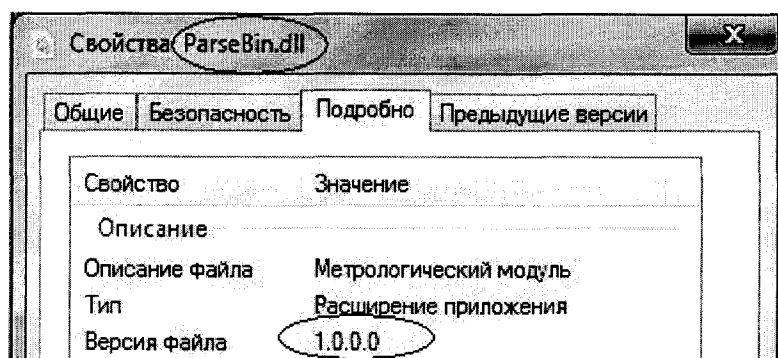 Свойства: ParseBin.dll
X
Общие Безопасность Подробно Предыдущие версии
Свойство Значение
Описание
Описание файла Метрологический модуль
Тип Расширение приложения
Версия файла 1.0.0.0